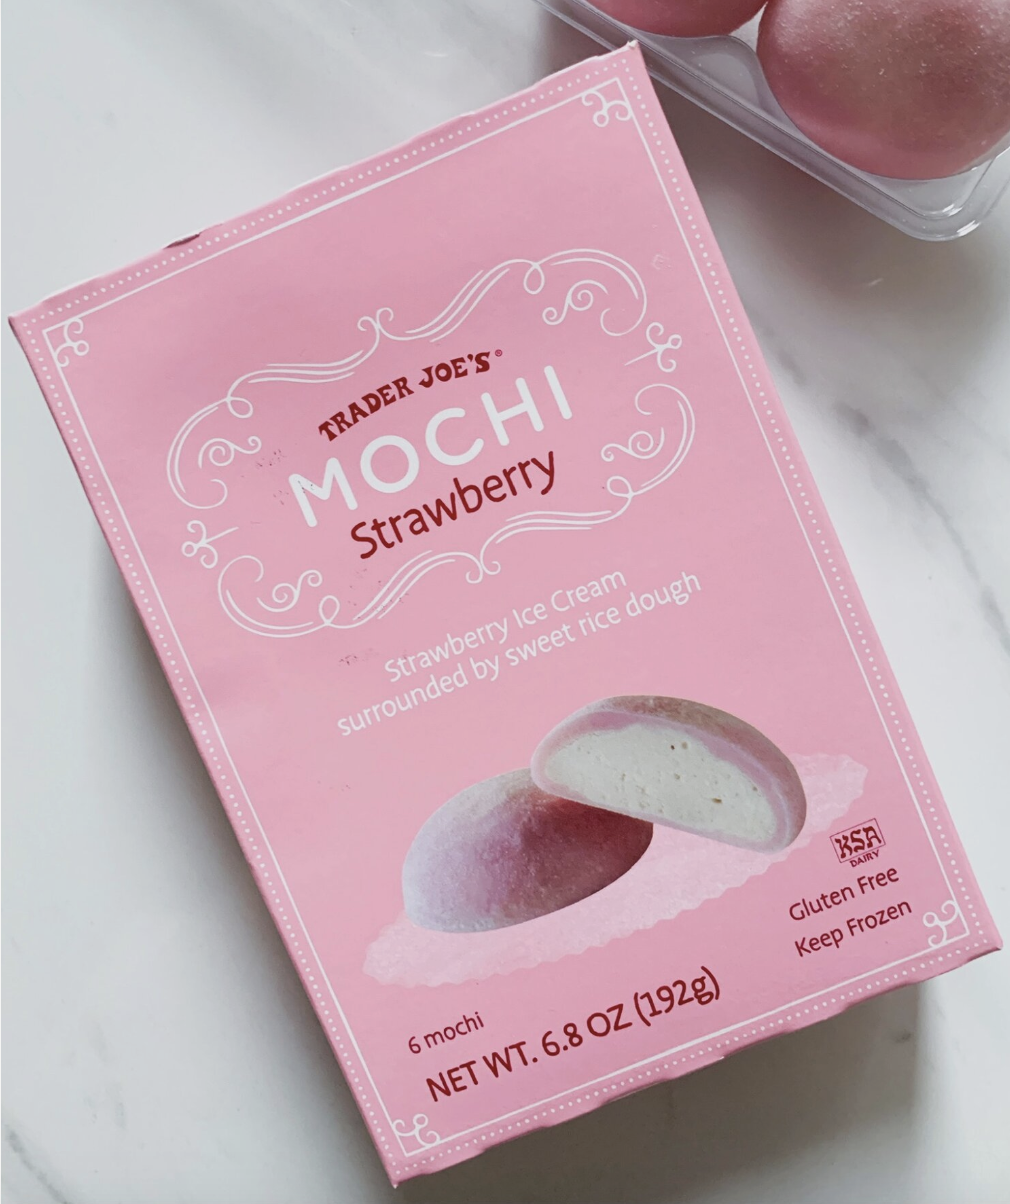 TRADER JOE'S®
MOCHI
Strawberry
Strawberry Ice Cream
surrounded by sweet rice dough
KSA
DAIRY
Gluten Free
Keep Frozen
6 mochi
NET WT. 6.8 OZ (192g)